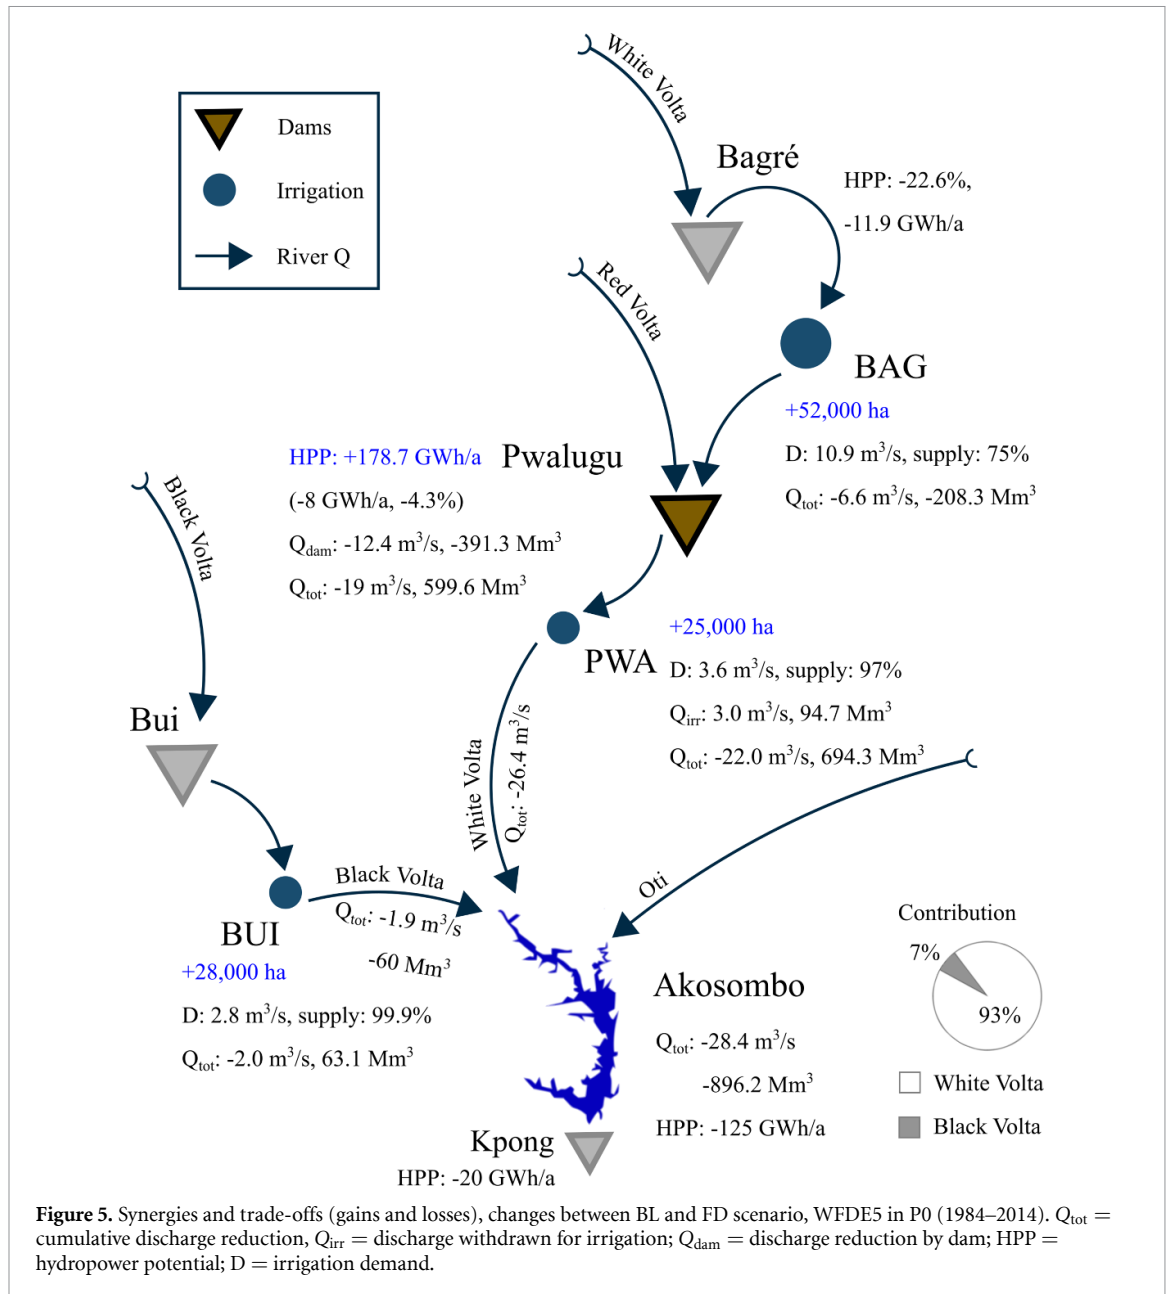 White Volta
Dams
Irrigation
River Q
Bagré
HPP: -22.6%,
-11.9 GWh/a
Red Volta
BAG
+52,000 ha
D: 10.9 m³/s, supply: 75%
Qtot: -6.6 m³/s, -208.3 Mm³
HPP: +178.7 GWh/a
Pwalugu
(-8 GWh/a, -4.3%)
Qdam: -12.4 m³/s, -391.3 Mm³
Qtot: -19 m³/s, 599.6 Mm³
Black Volta
+25,000 ha
PWA
D: 3.6 m³/s, supply: 97%
Qirr: 3.0 m³/s, 94.7 Mm³
Qtot: -22.0 m³/s, 694.3 Mm³
Bui
White Volta
Qtot: -26.4 m³/s
Black Volta
Qtot: -1.9 m³/s
-60 Mm³
Oti
BUI
+28,000 ha
D: 2.8 m³/s, supply: 99.9%
Qtot: -2.0 m³/s, 63.1 Mm³
Contribution
7%
93%
White Volta
Black Volta
Akosombo
Qtot: -28.4 m³/s
-896.2 Mm³
HPP: -125 GWh/a
Kpong
HPP: -20 GWh/a
Figure 5. Synergies and trade-offs (gains and losses), changes between BL and FD scenario, WFDE5 in P0 (1984–2014). Qtot =
cumulative discharge reduction, Qirr = discharge withdrawn for irrigation; Qdam = discharge reduction by dam; HPP =
hydropower potential; D = irrigation demand.